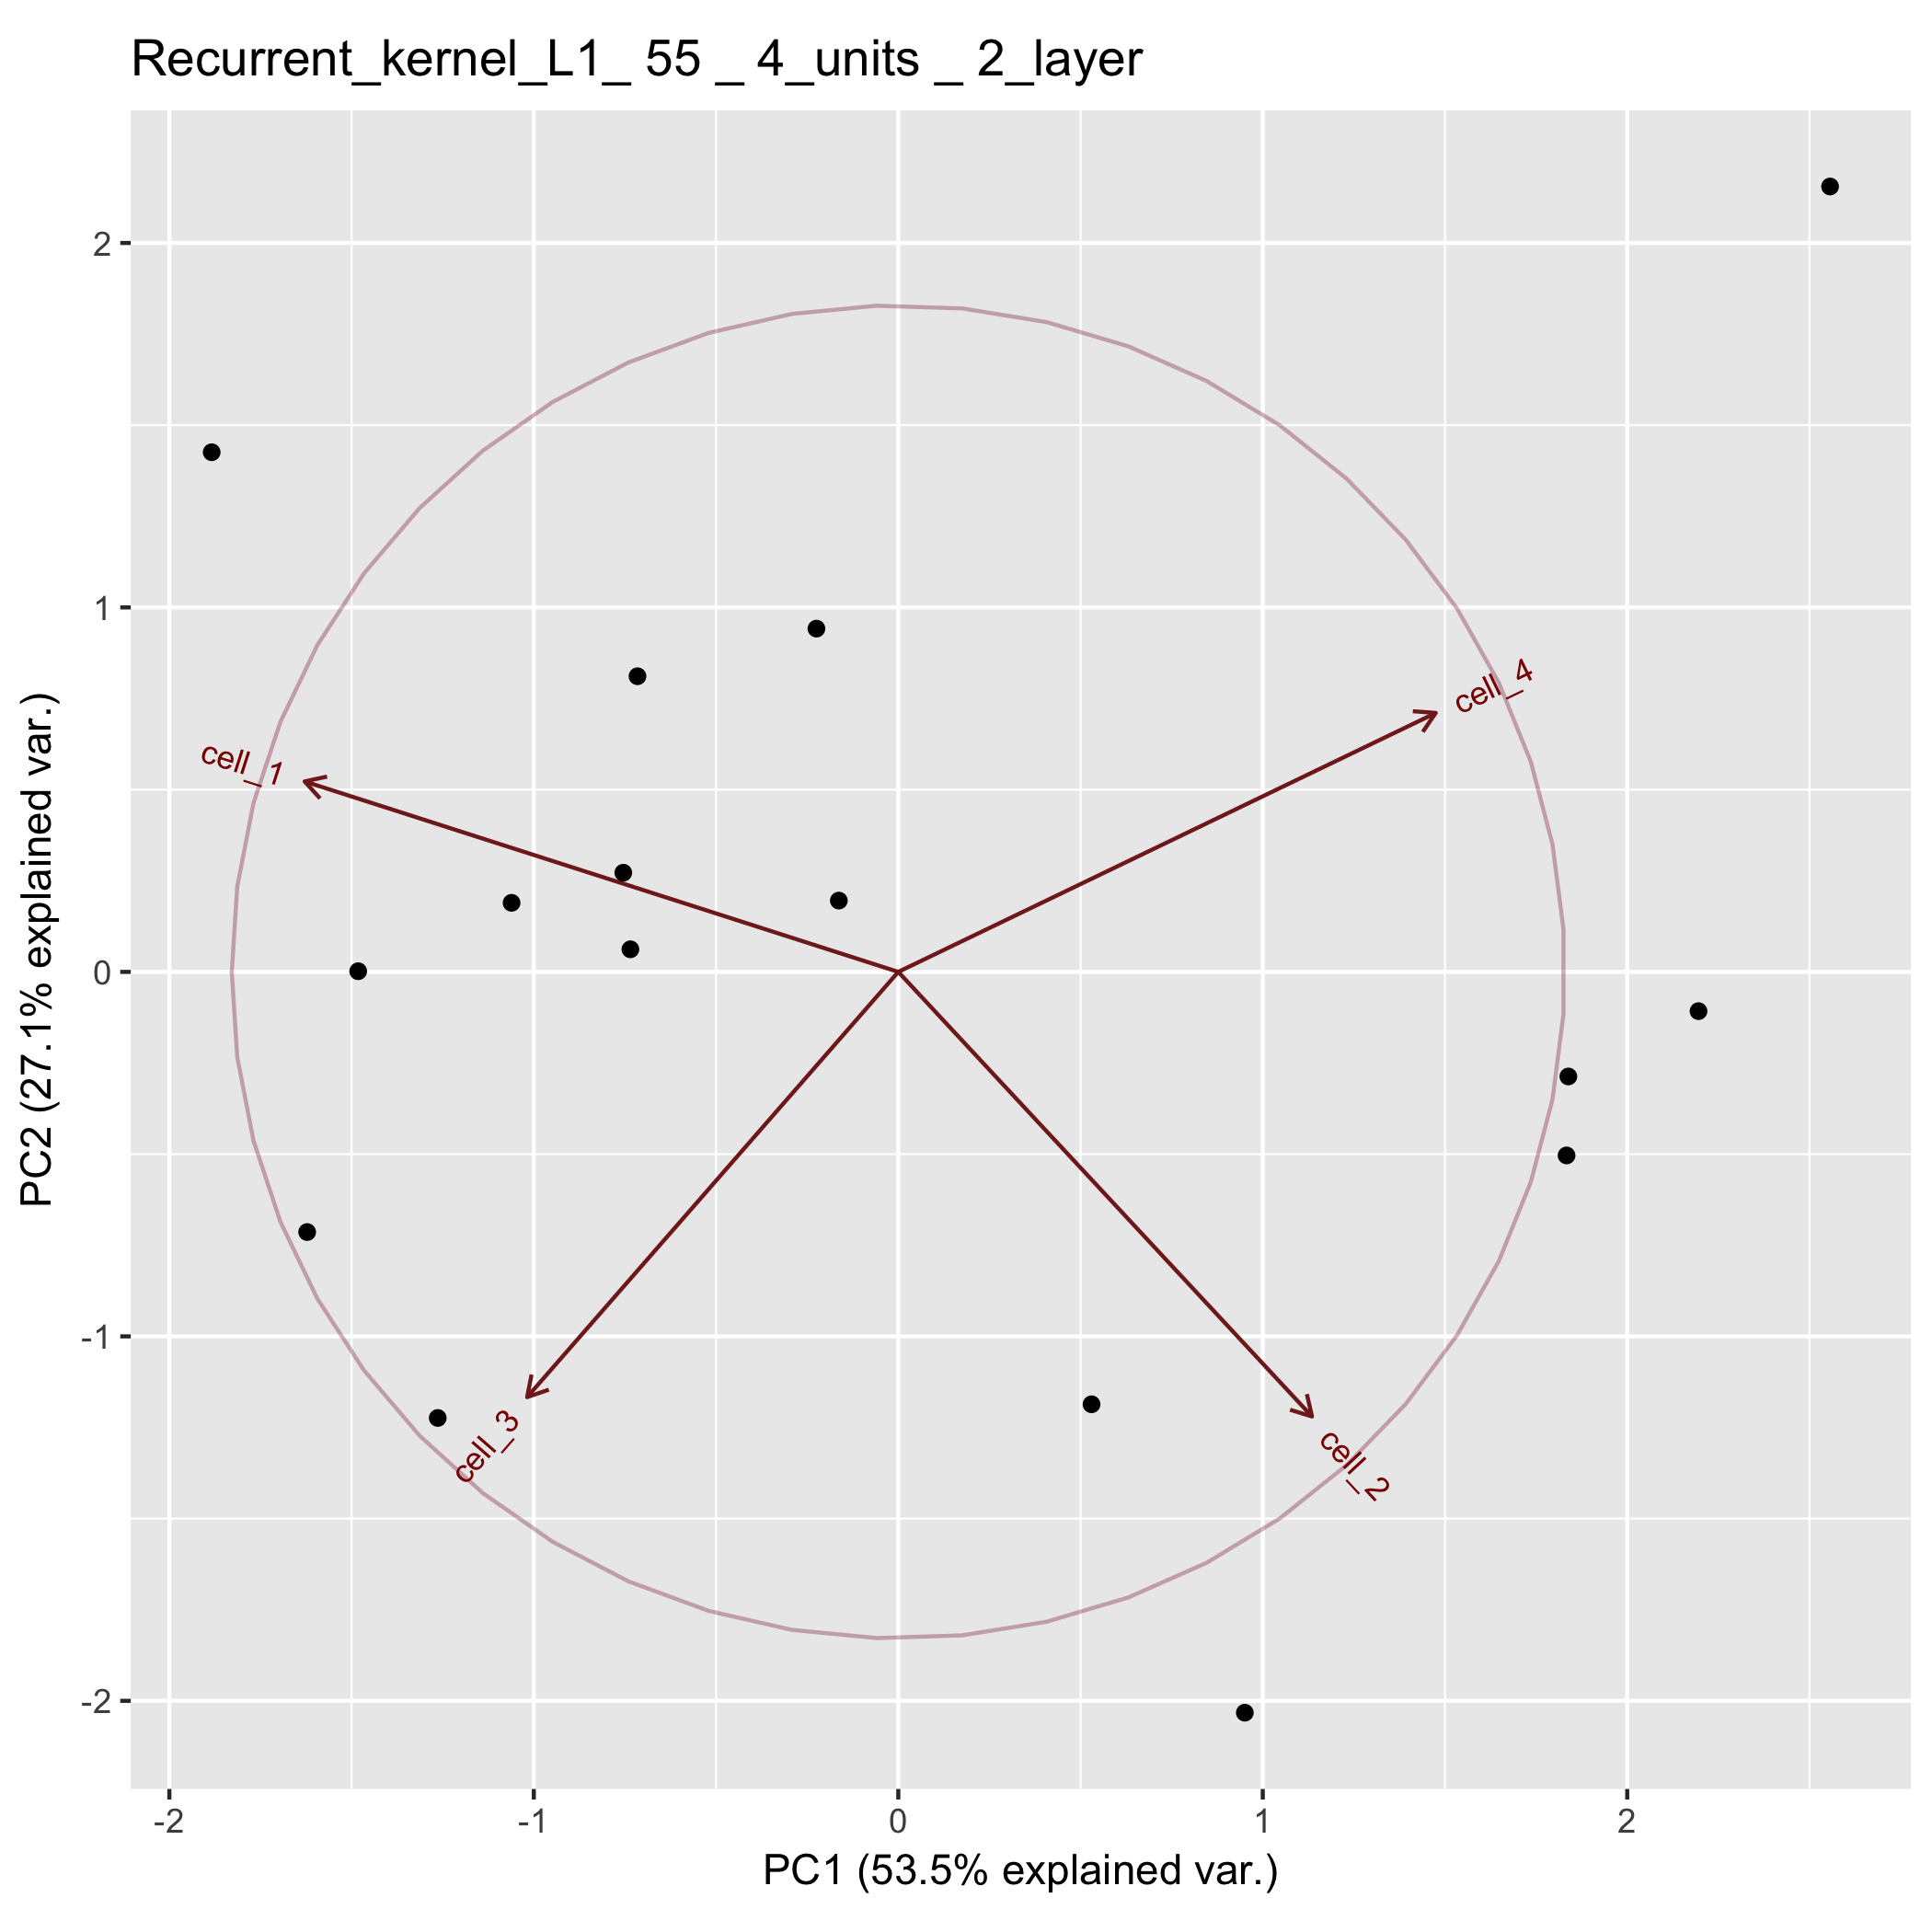 Recurrent_kernel_L1_ 55 _ 4_units _ 2_layer
PC2 (27.1% explained var.)
2
1
0
-1
-2
cell_4
cell_1
cell_3
cell_2
-2
-1
0
1
2
PC1 (53.5% explained var.)